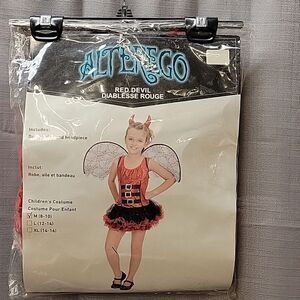 ALTEREGO
RED DEVIL
DIABLESSE ROUGE
Includes:
headpiece
Inclut:
Robe, aile et bandeau
Children's Costume
Costume Pour Enfant
M (8-10)
L (12-14)
XL (14-16)